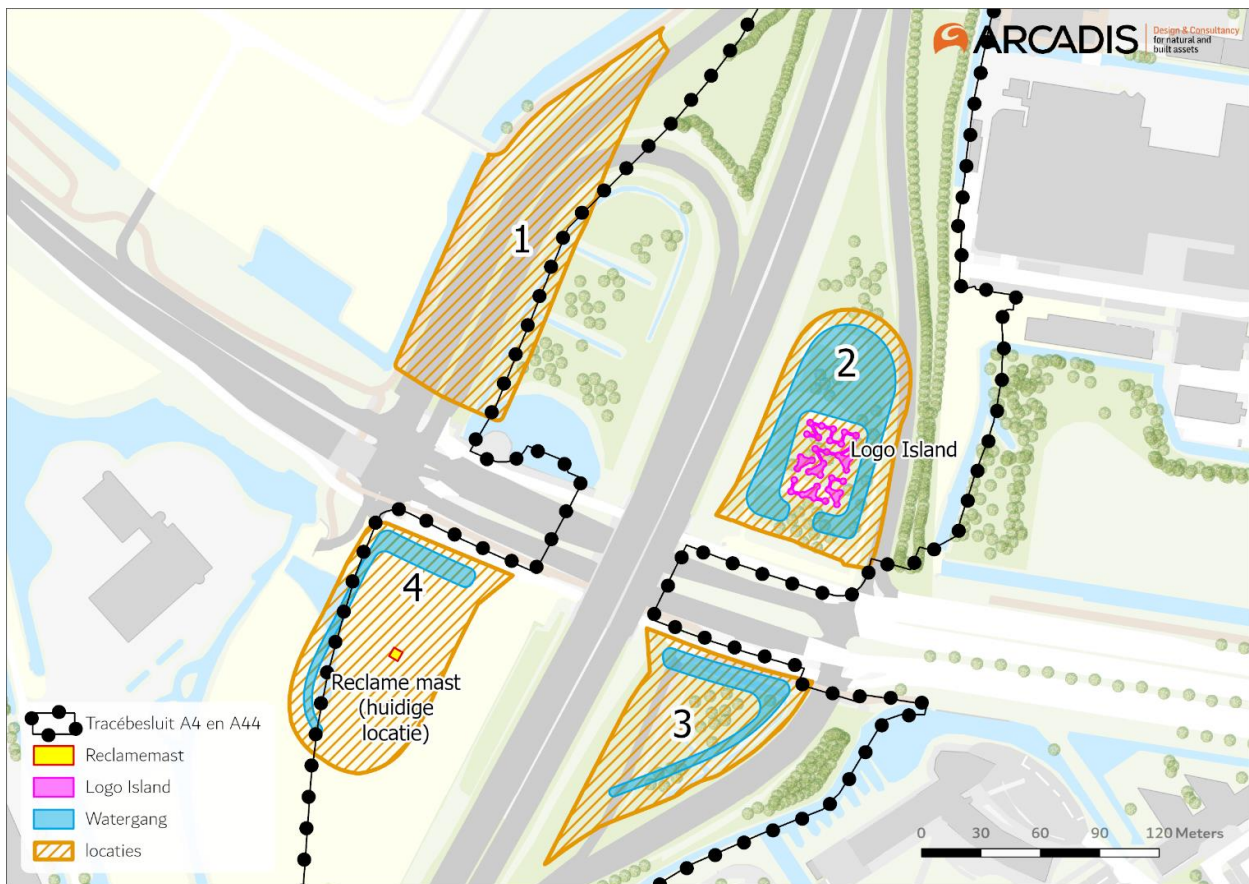 ARCADIS
Design & Consultancy
for natural and
built assets
1
2
Logo Island
4
Reclame mast
(huidige
locatie)
3
Tracébesluit A4 en A44
Reclamemast
Logo Island
Watergang
locaties
0 30 60 90 120 Meters